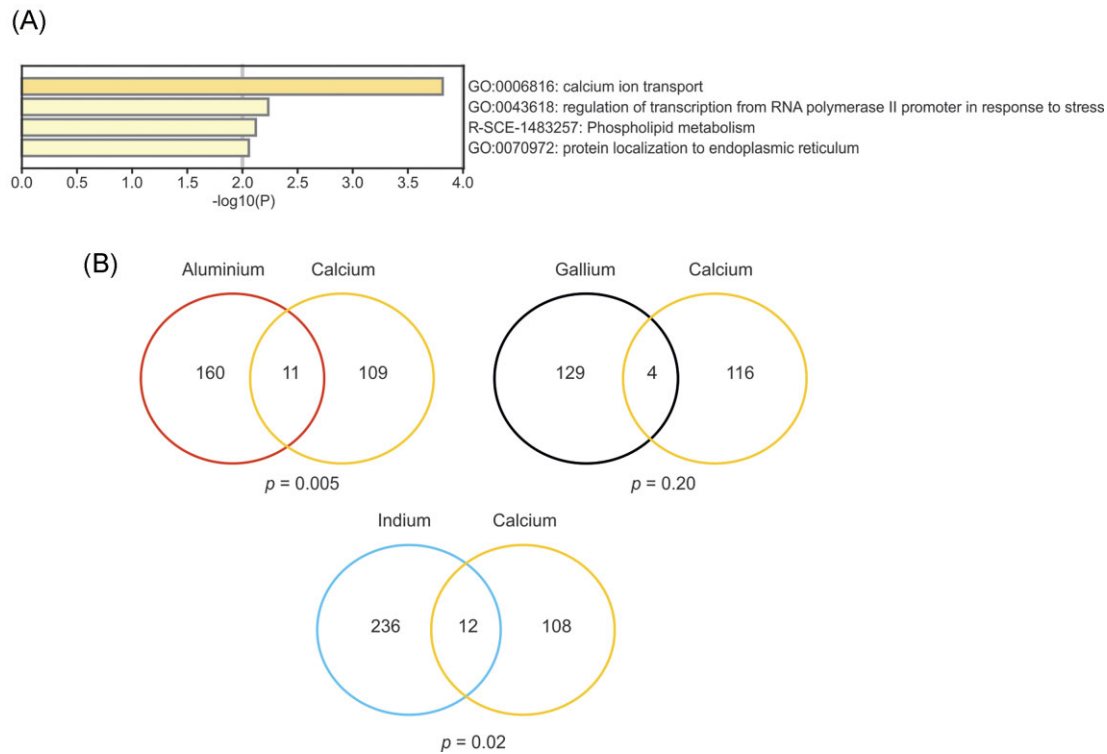 (A)
GO:0006816: calcium ion transport
GO:0043618: regulation of transcription from RNA polymerase II promoter in response to stress
R-SCE-1483257: Phospholipid metabolism
GO:0070972: protein localization to endoplasmic reticulum
0.0 0.5 1.0 1.5 2.0 2.5 3.0 3.5 4.0
-log10(P)
(B)
Aluminium Calcium
160 11 109
p = 0.005
Gallium Calcium
129 4 116
p = 0.20
Indium Calcium
236 12 108
p = 0.02